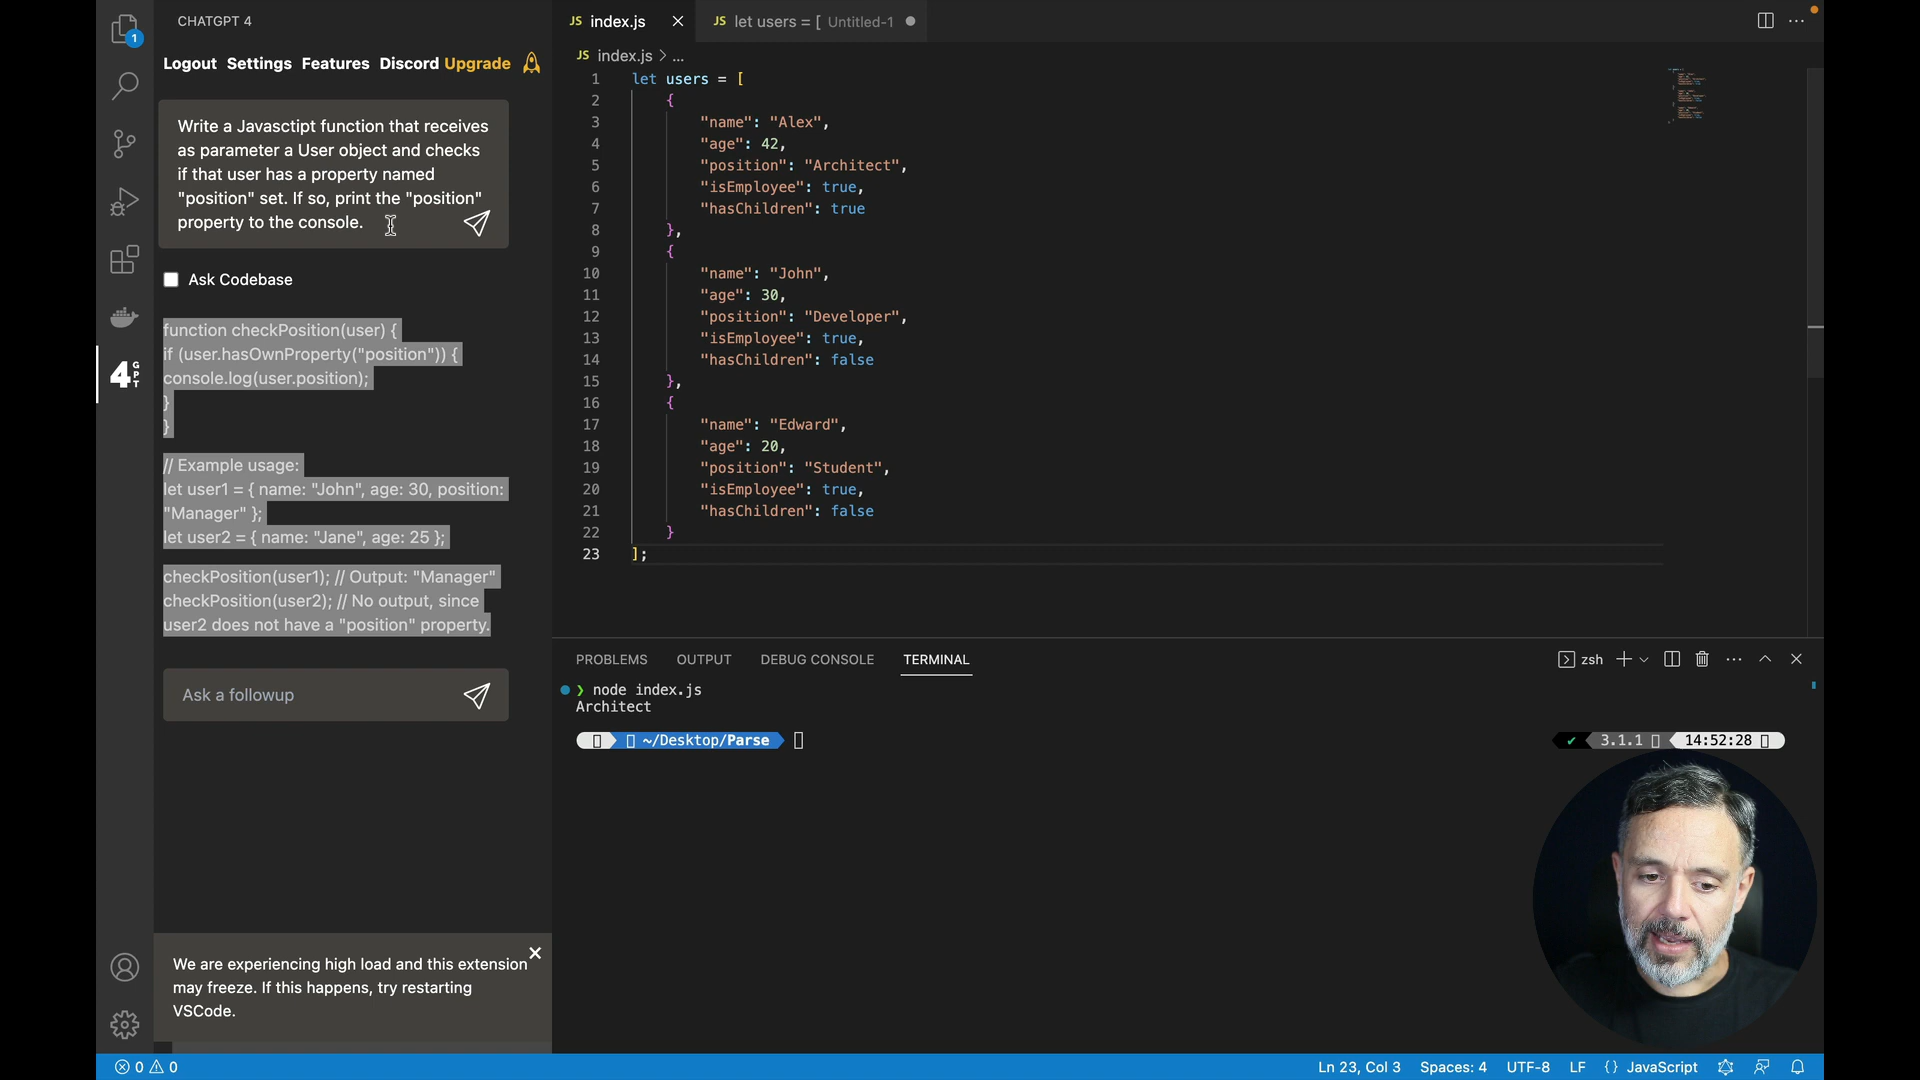 CHATGPT 4
Logout Settings Features Discord Upgrade
Write a Javasctipt function that receives
as parameter a User object and checks
if that user has a property named
"position" set. If so, print the "position"
property to the console.
Ask Codebase
function checkPosition(user) {
if (user.hasOwnProperty("position")) {
console.log(user.position);
}
}
// Example usage:
let user1 = { name: "John", age: 30, position:
"Manager" };
let user2 = { name: "Jane", age: 25 };
checkPosition(user1); // Output: "Manager"
checkPosition(user2); // No output, since
user2 does not have a "position" property.
Ask a followup
We are experiencing high load and this extension
may freeze. If this happens, try restarting
VSCode.
1
4 GPT
JS index.js
JS let users = [ Untitled-1
JS index.js > ...
1 let users = [
2 {
3 "name": "Alex",
4 "age": 42,
5 "position": "Architect",
6 "isEmployee": true,
7 "hasChildren": true
8 },
9 {
10 "name": "John",
11 "age": 30,
12 "position": "Developer",
13 "isEmployee": true,
14 "hasChildren": false
15 },
16 {
17 "name": "Edward",
18 "age": 20,
19 "position": "Student",
20 "isEmployee": true,
21 "hasChildren": false
22 }
23 ];
PROBLEMS OUTPUT DEBUG CONSOLE TERMINAL
zsh
❯ node index.js
Architect
~/Desktop/Parse
✔ 3.1.1 14:52:28
0 0
Ln 23, Col 3 Spaces: 4 UTF-8 LF {} JavaScript